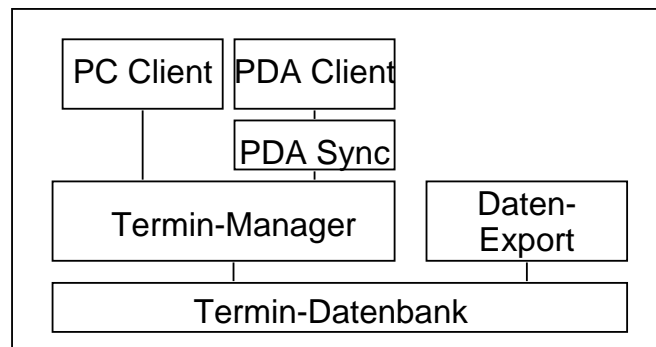 PC Client
PDA Client
PDA Sync
Termin-Manager
Daten-
Export
Termin-Datenbank